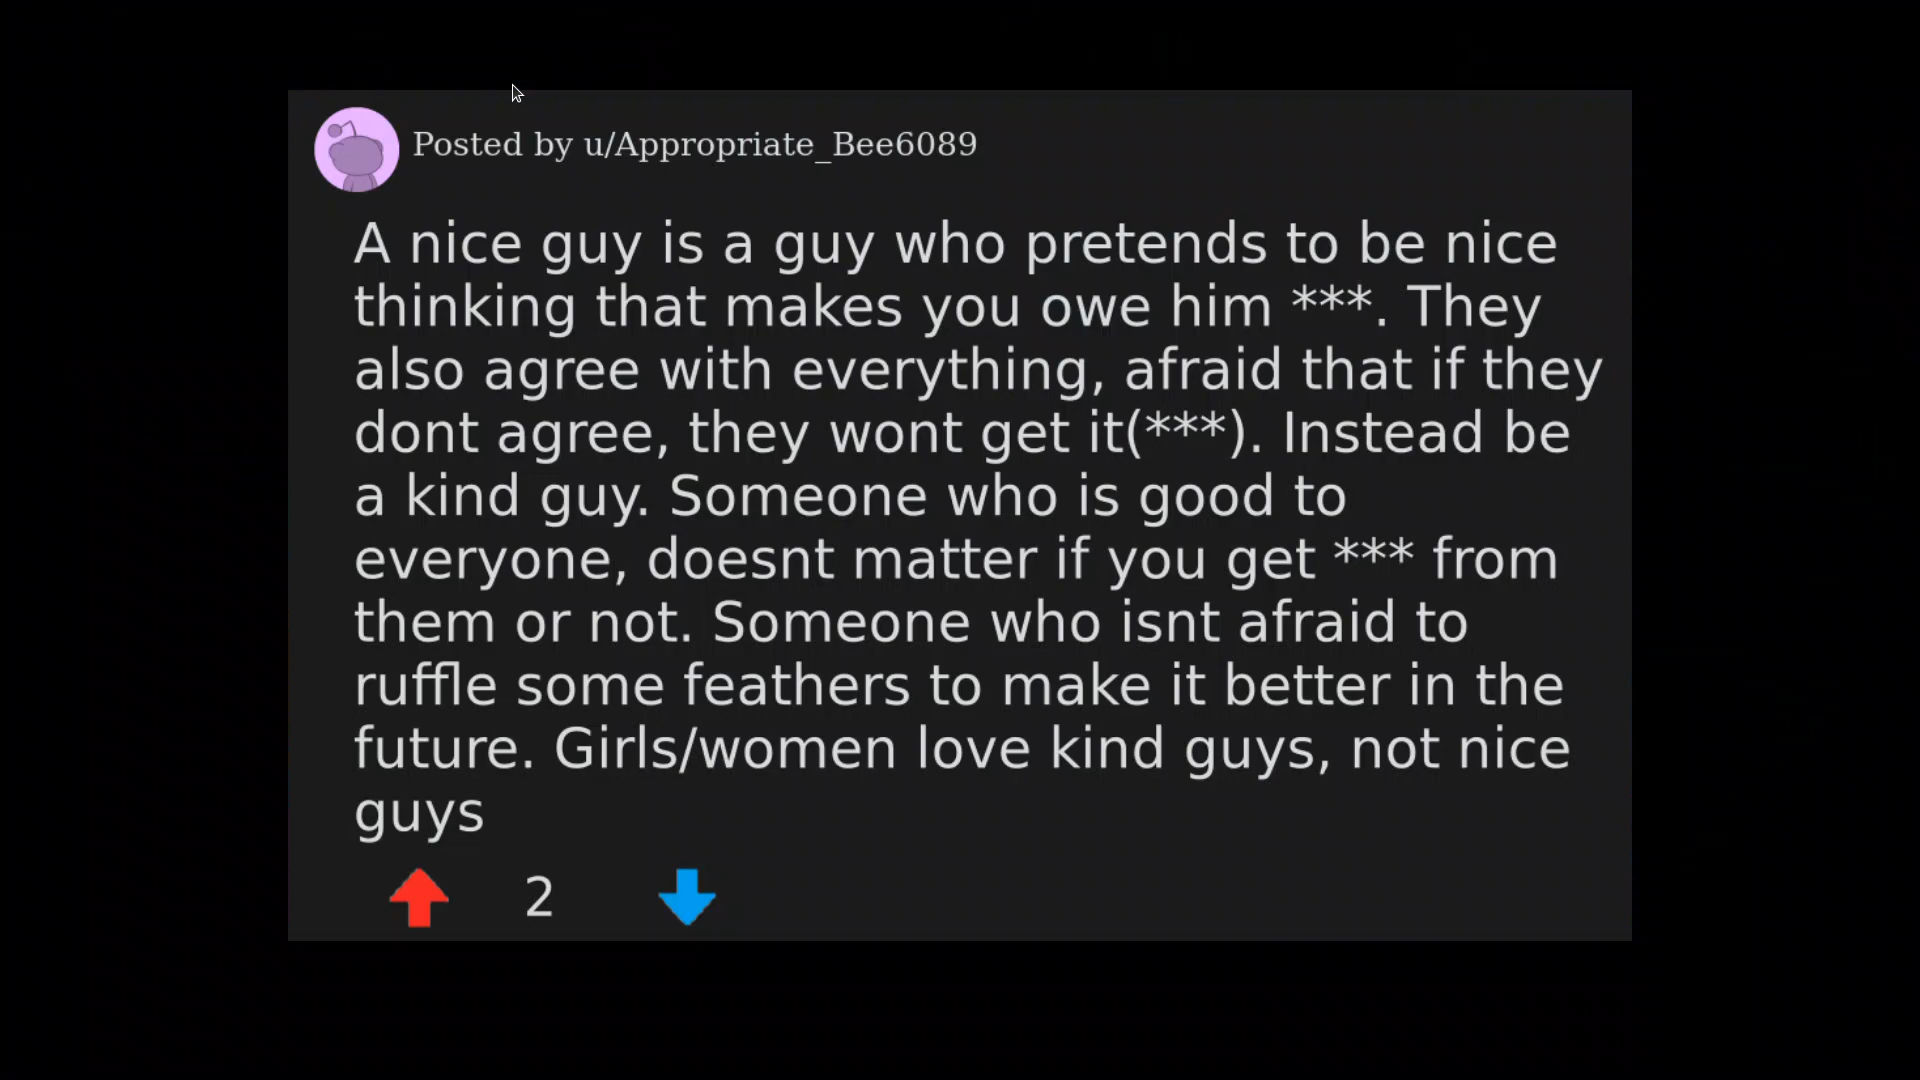 Posted by u/Appropriate_Bee6089
A nice guy is a guy who pretends to be nice
thinking that makes you owe him ***. They
also agree with everything, afraid that if they
dont agree, they wont get it(***). Instead be
a kind guy. Someone who is good to
everyone, doesnt matter if you get *** from
them or not. Someone who isnt afraid to
ruffle some feathers to make it better in the
future. Girls/women love kind guys, not nice
guys
2